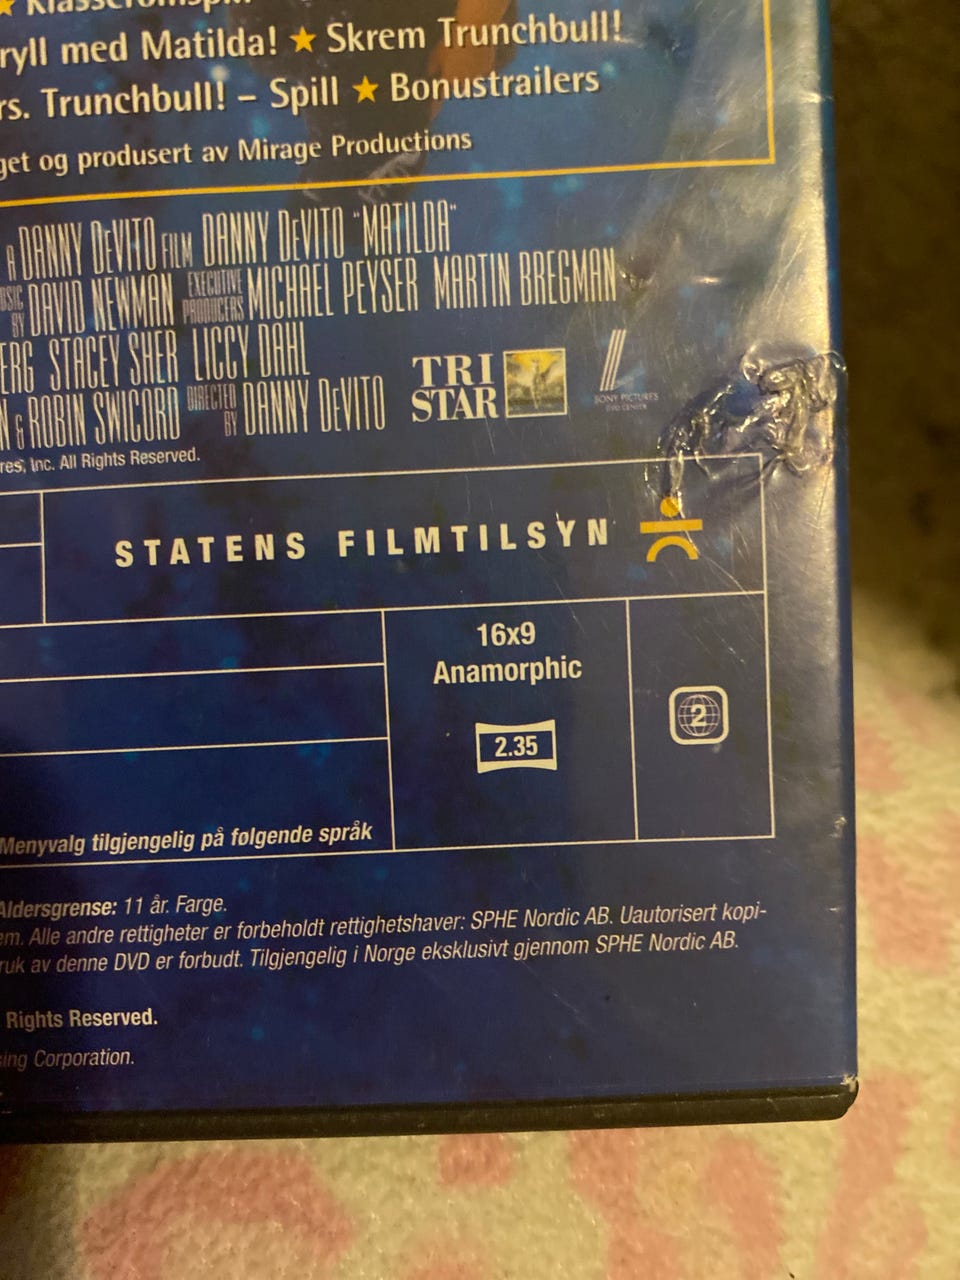 ★ Klasseromspill
ryll med Matilda! ★ Skrem Trunchbull!
rs. Trunchbull! – Spill ★ Bonustrailers
get og produsert av Mirage Productions
A DANNY DeVITO FILM DANNY DeVITO "MATILDA"
USIC BY DAVID NEWMAN EXECUTIVE PRODUCERS MICHAEL PEYSER MARTIN BREGMAN
ERG STACEY SHER LICCY DAHL
N & ROBIN SWICORD DIRECTED BY DANNY DeVITO
TRI
STAR
SONY PICTURES
DVD CENTER
res, Inc. All Rights Reserved.
STATENS FILMTILSYN
16x9
Anamorphic
2.35
2
Menyvalg tilgjengelig på følgende språk
Aldersgrense: 11 år. Farge.
em. Alle andre rettigheter er forbeholdt rettighetshaver: SPHE Nordic AB. Uautorisert kopi-
ruk av denne DVD er forbudt. Tilgjengelig i Norge eksklusivt gjennom SPHE Nordic AB.
Rights Reserved.
sing Corporation.